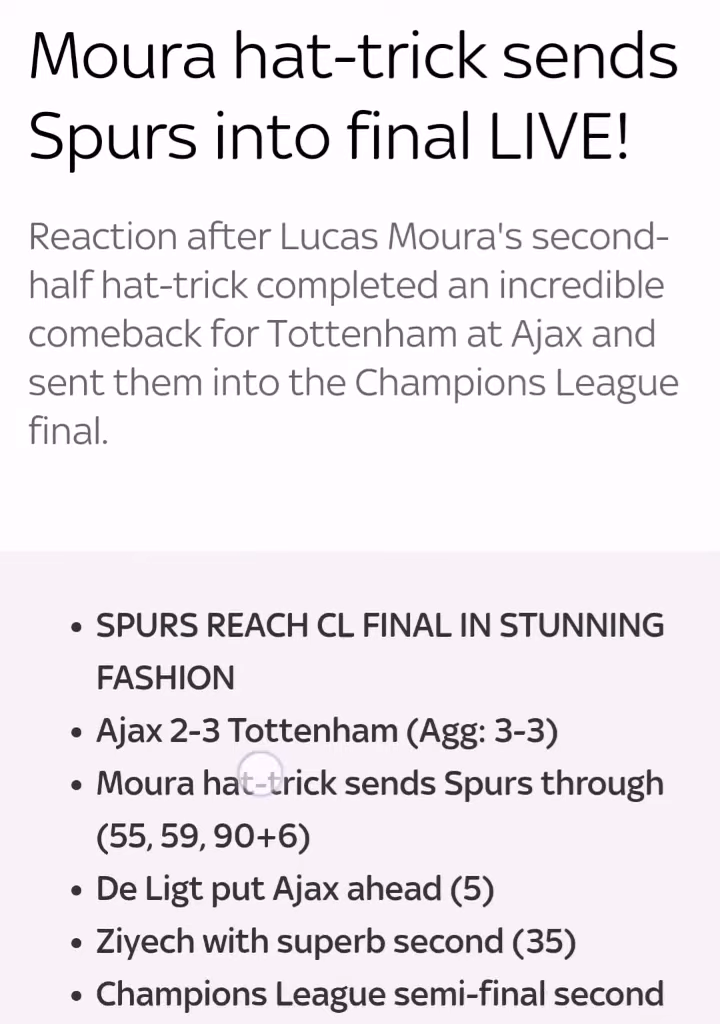 Moura hat-trick sends
Spurs into final LIVE!
Reaction after Lucas Moura's second-
half hat-trick completed an incredible
comeback for Tottenham at Ajax and
sent them into the Champions League
final.
• SPURS REACH CL FINAL IN STUNNING
FASHION
• Ajax 2-3 Tottenham (Agg: 3-3)
• Moura hat-trick sends Spurs through
(55, 59, 90+6)
• De Ligt put Ajax ahead (5)
• Ziyech with superb second (35)
• Champions League semi-final second